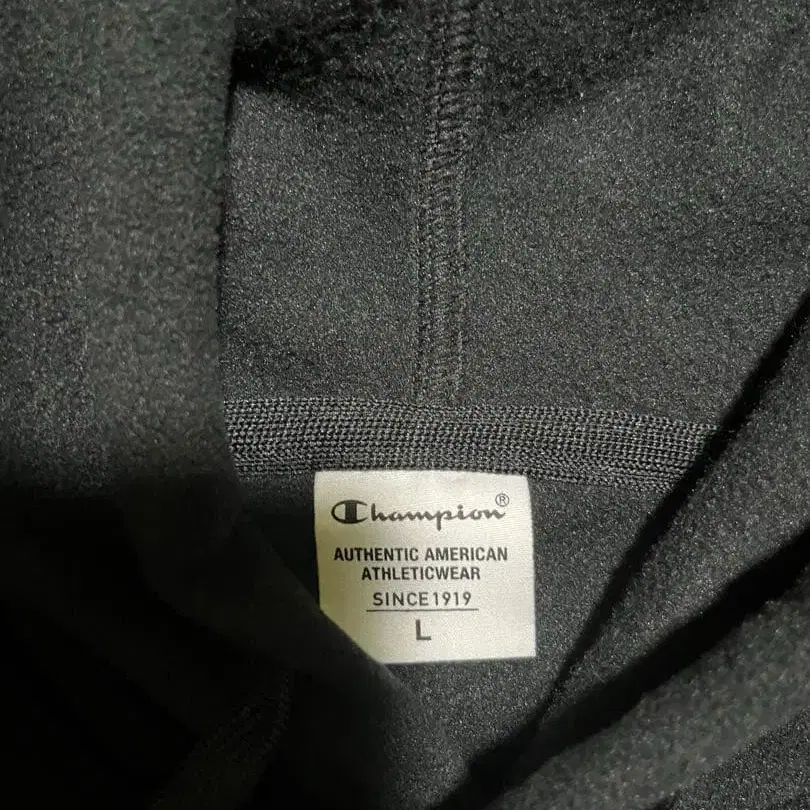 Champion®
AUTHENTIC AMERICAN
ATHLETICWEAR
SINCE1919
L